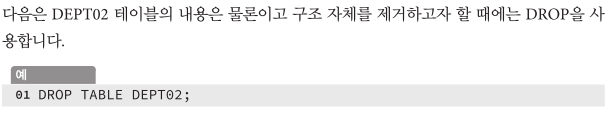 다음은 DEPT02 테이블의 내용은 물론이고 구조 자체를 제거하고자 할 때에는 DROP을 사
용합니다.
예
01 DROP TABLE DEPT02;